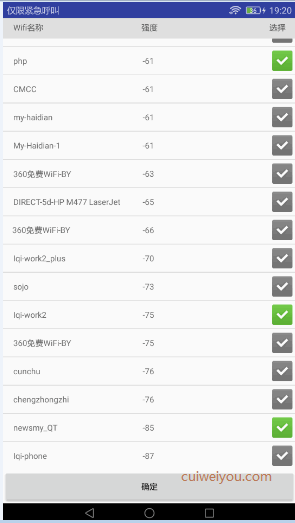 仅限紧急呼叫 19:20
Wifi名称 强度 选择
php -61
CMCC -61
my-haidian -61
My-Haidian-1 -61
360免费WiFi-BY -63
DIRECT-5d-HP M477 LaserJet -65
360免费WiFi-BY -66
Iqi-work2_plus -70
sojo -73
Iqi-work2 -75
360免费WiFi-BY -75
cunchu -76
chengzhongzhi -76
newsmy_QT -85
Iqi-phone -87
确定
cuiweiyou.com